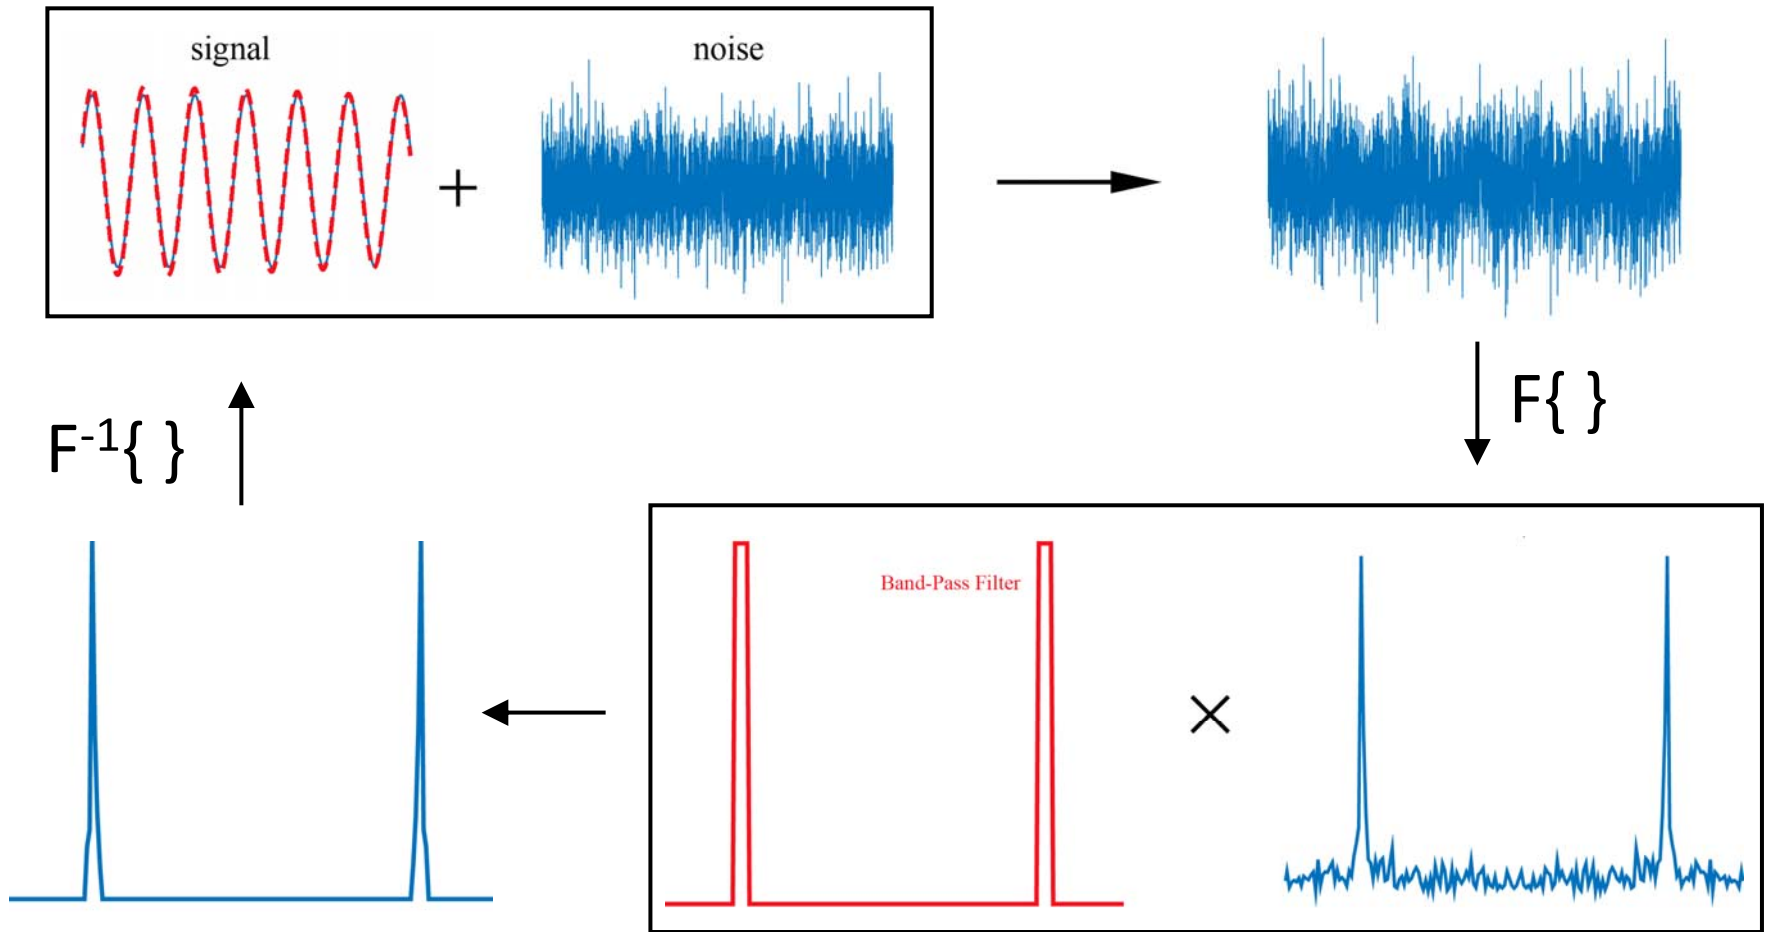 signal
noise
+
F{ }
F⁻¹{ }
Band-Pass Filter
×